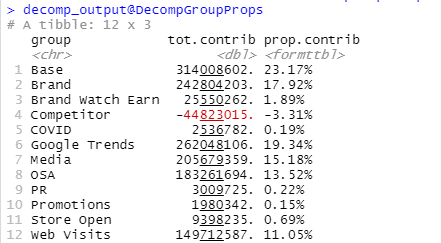 > decomp_output@DecompGroupProps
# A tibble: 12 x 3
   group             tot.contrib prop.contrib
   <chr>                   <dbl> <formttbl>
 1 Base               314008602. 23.17%
 2 Brand              242804203. 17.92%
 3 Brand Watch Earn    25550262. 1.89%
 4 Competitor         -44823015. -3.31%
 5 COVID                2536782. 0.19%
 6 Google Trends      262048106. 19.34%
 7 Media              205679359. 15.18%
 8 OSA                183261694. 13.52%
 9 PR                   3009725. 0.22%
10 Promotions           1980342. 0.15%
11 Store Open           9398235. 0.69%
12 Web Visits         149712587. 11.05%